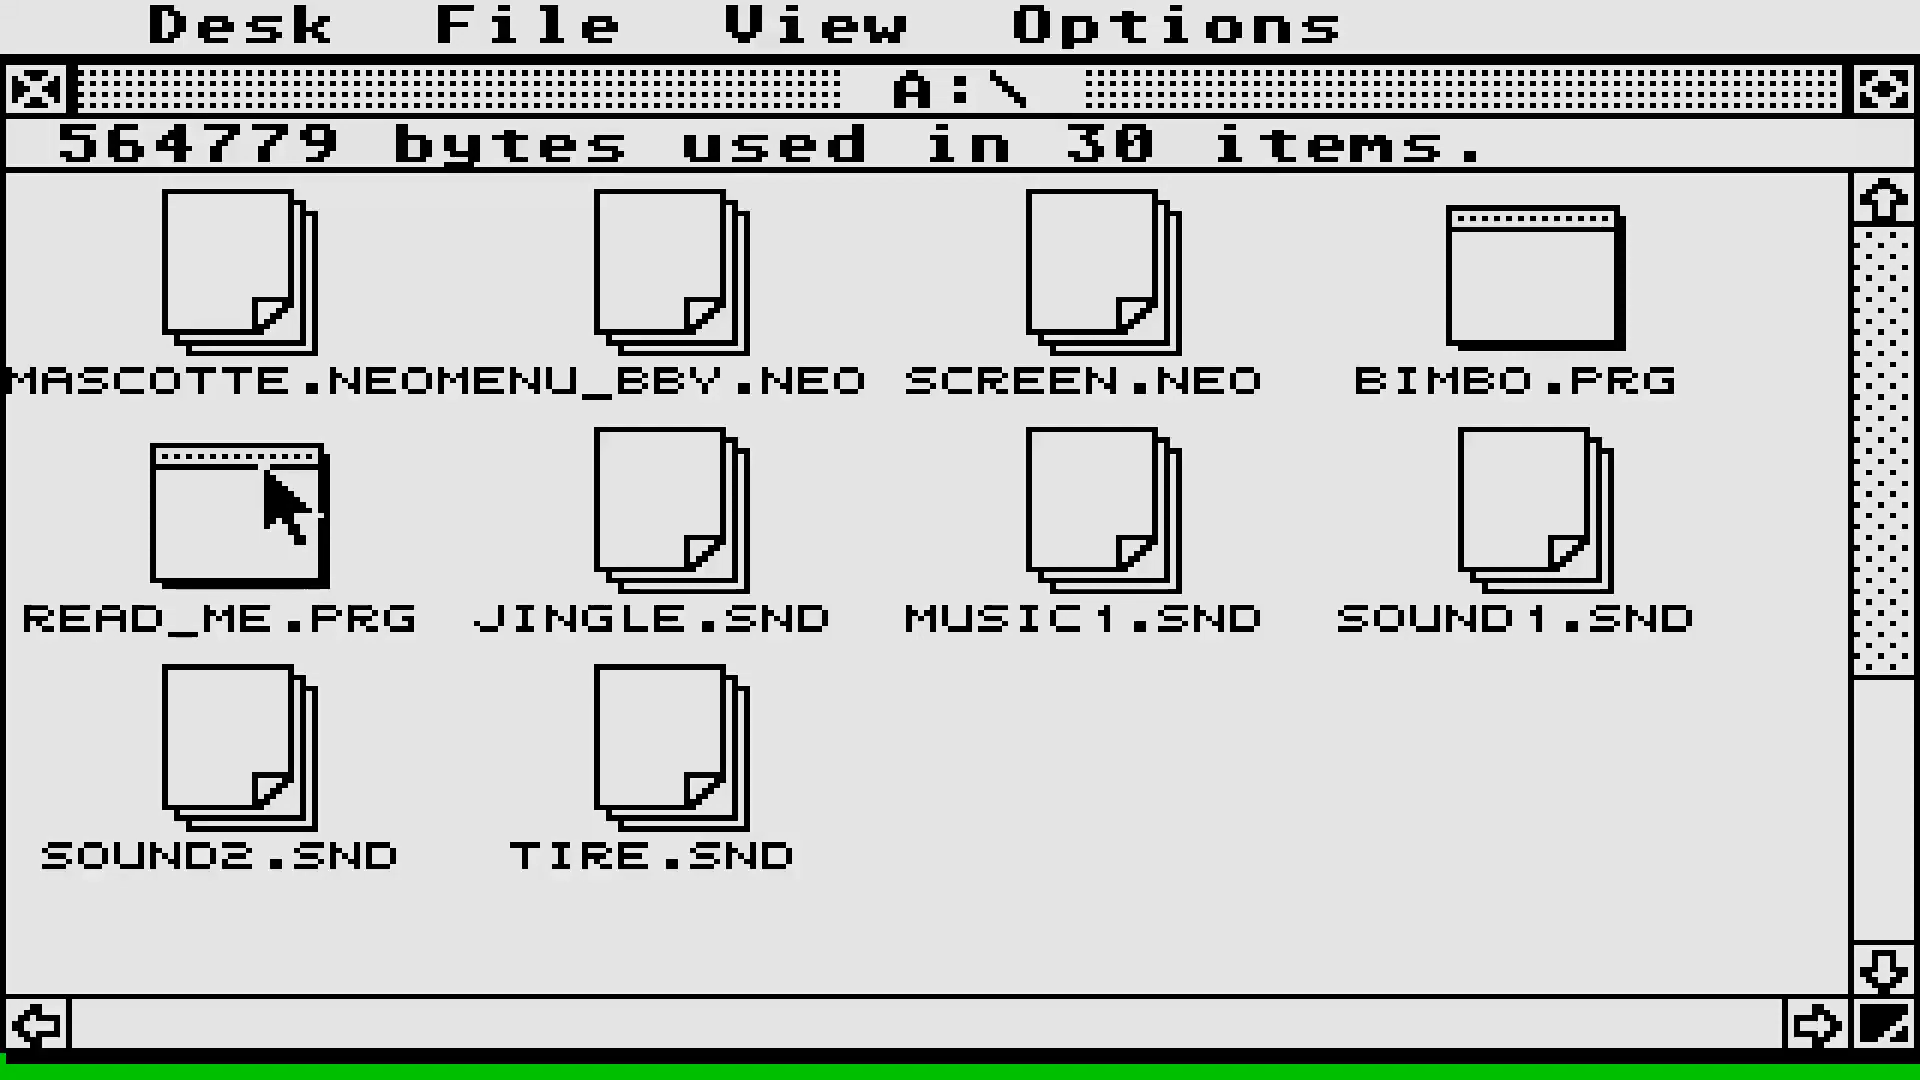 Desk File View Options
A:\
564779 bytes used in 30 items.
MASCOTTE.NEO MENU_BBY.NEO SCREEN.NEO BIMBO.PRG
READ_ME.PRG JINGLE.SND MUSIC1.SND SOUND1.SND
SOUND2.SND TIRE.SND